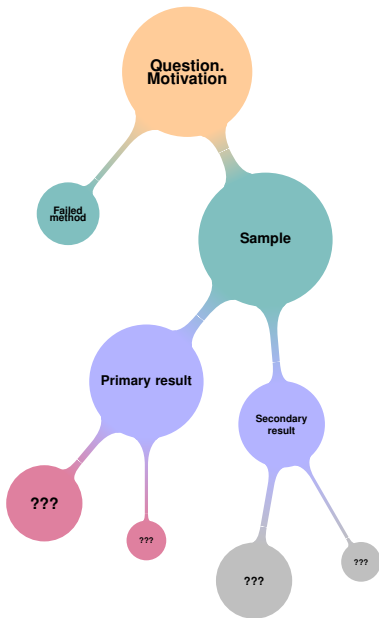 Question.
Motivation
Failed
method
Sample
Primary result
Secondary
result
???
???
???
???